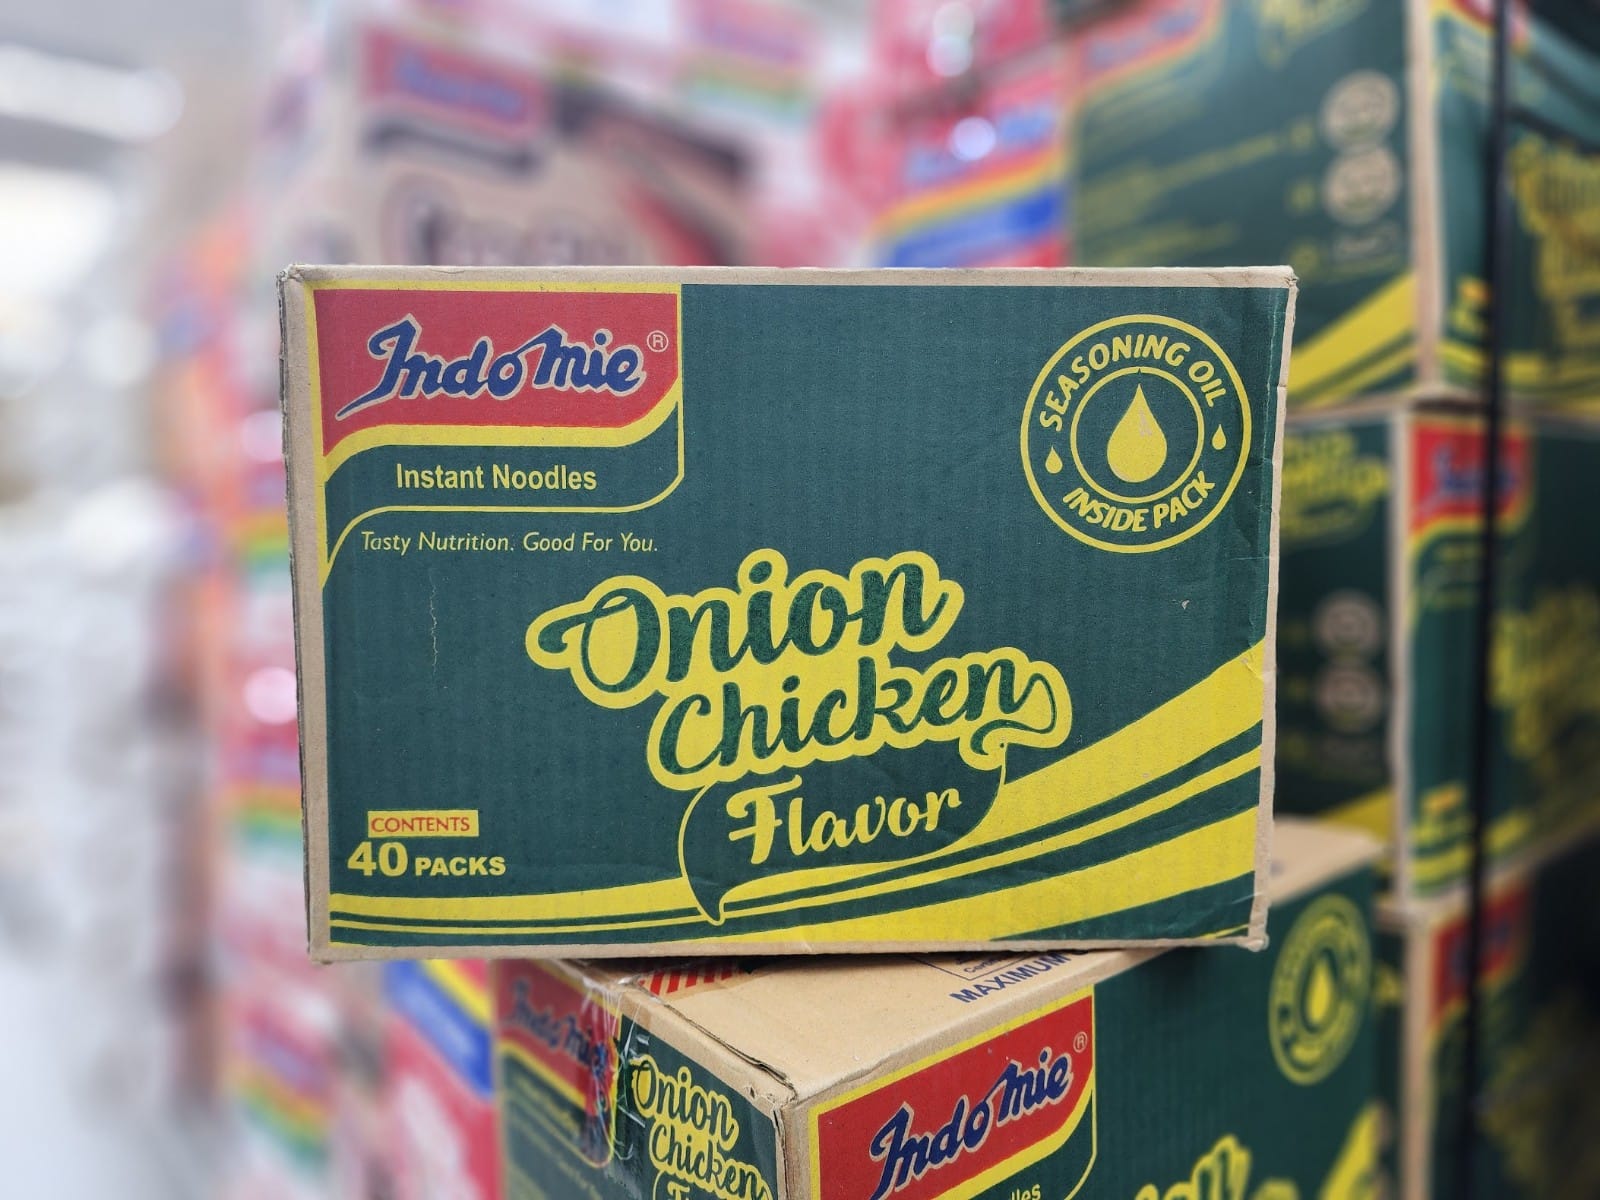 Indomie®
Instant Noodles
Tasty Nutrition. Good For You.
SEASONING OIL
INSIDE PACK
Onion
Chicken
Flavor
CONTENTS
40 PACKS
MAXIMUM
Indomie
Onion
Chicken
Indomie®